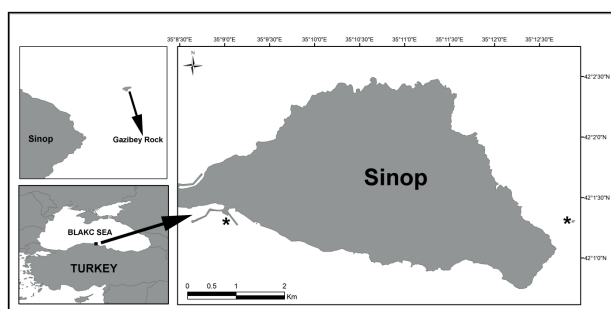 35°8'30"E 35°9'0"E 35°9'30"E 35°10'0"E 35°10'30"E 35°11'0"E 35°11'30"E 35°12'0"E 35°12'30"E
N
42°2'30"N
42°2'0"N
42°1'30"N
42°1'0"N
Sinop
Gazibey Rock
BLAKC SEA
TURKEY
Sinop
*
*
0 0,5 1 2
Km